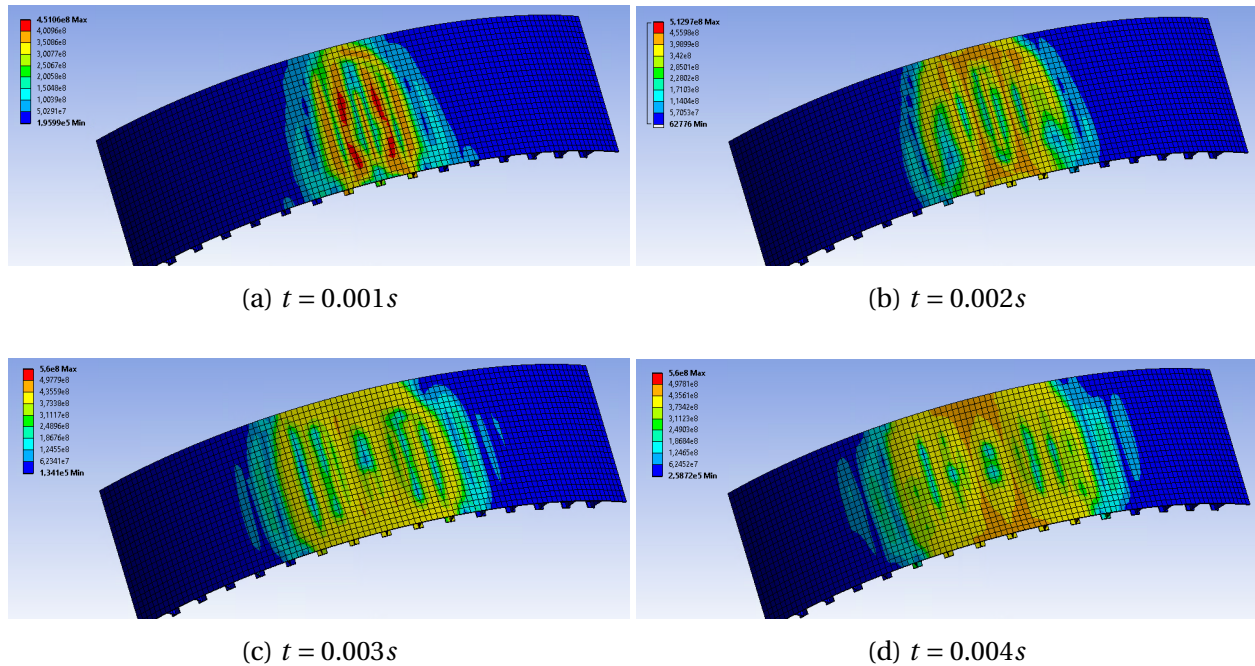 4,5106e8 Max
4,0096e8
3,5086e8
3,0077e8
2,5067e8
2,0058e8
1,5048e8
1,0039e8
5,0291e7
1,9599e5 Min
(a) t = 0.001s
5,1297e8 Max
4,5598e8
3,9899e8
3,42e8
2,8501e8
2,2802e8
1,7103e8
1,1404e8
5,7053e7
62776 Min
(b) t = 0.002s
5,6e8 Max
4,9779e8
4,3559e8
3,7338e8
3,1117e8
2,4896e8
1,8676e8
1,2455e8
6,2341e7
1,341e5 Min
(c) t = 0.003s
5,6e8 Max
4,9781e8
4,3561e8
3,7342e8
3,1123e8
2,4903e8
1,8684e8
1,2465e8
6,2452e7
2,5872e5 Min
(d) t = 0.004s